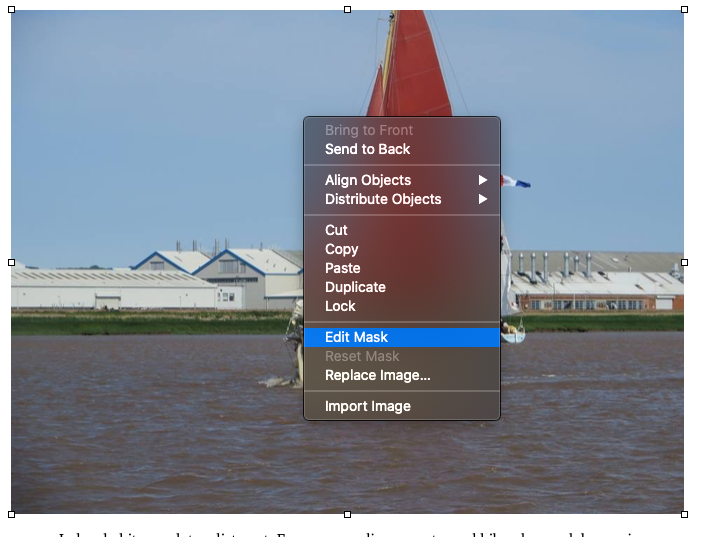 Bring to Front
Send to Back
Align Objects
Distribute Objects
Cut
Copy
Paste
Duplicate
Lock
Edit Mask
Reset Mask
Replace Image...
Import Image